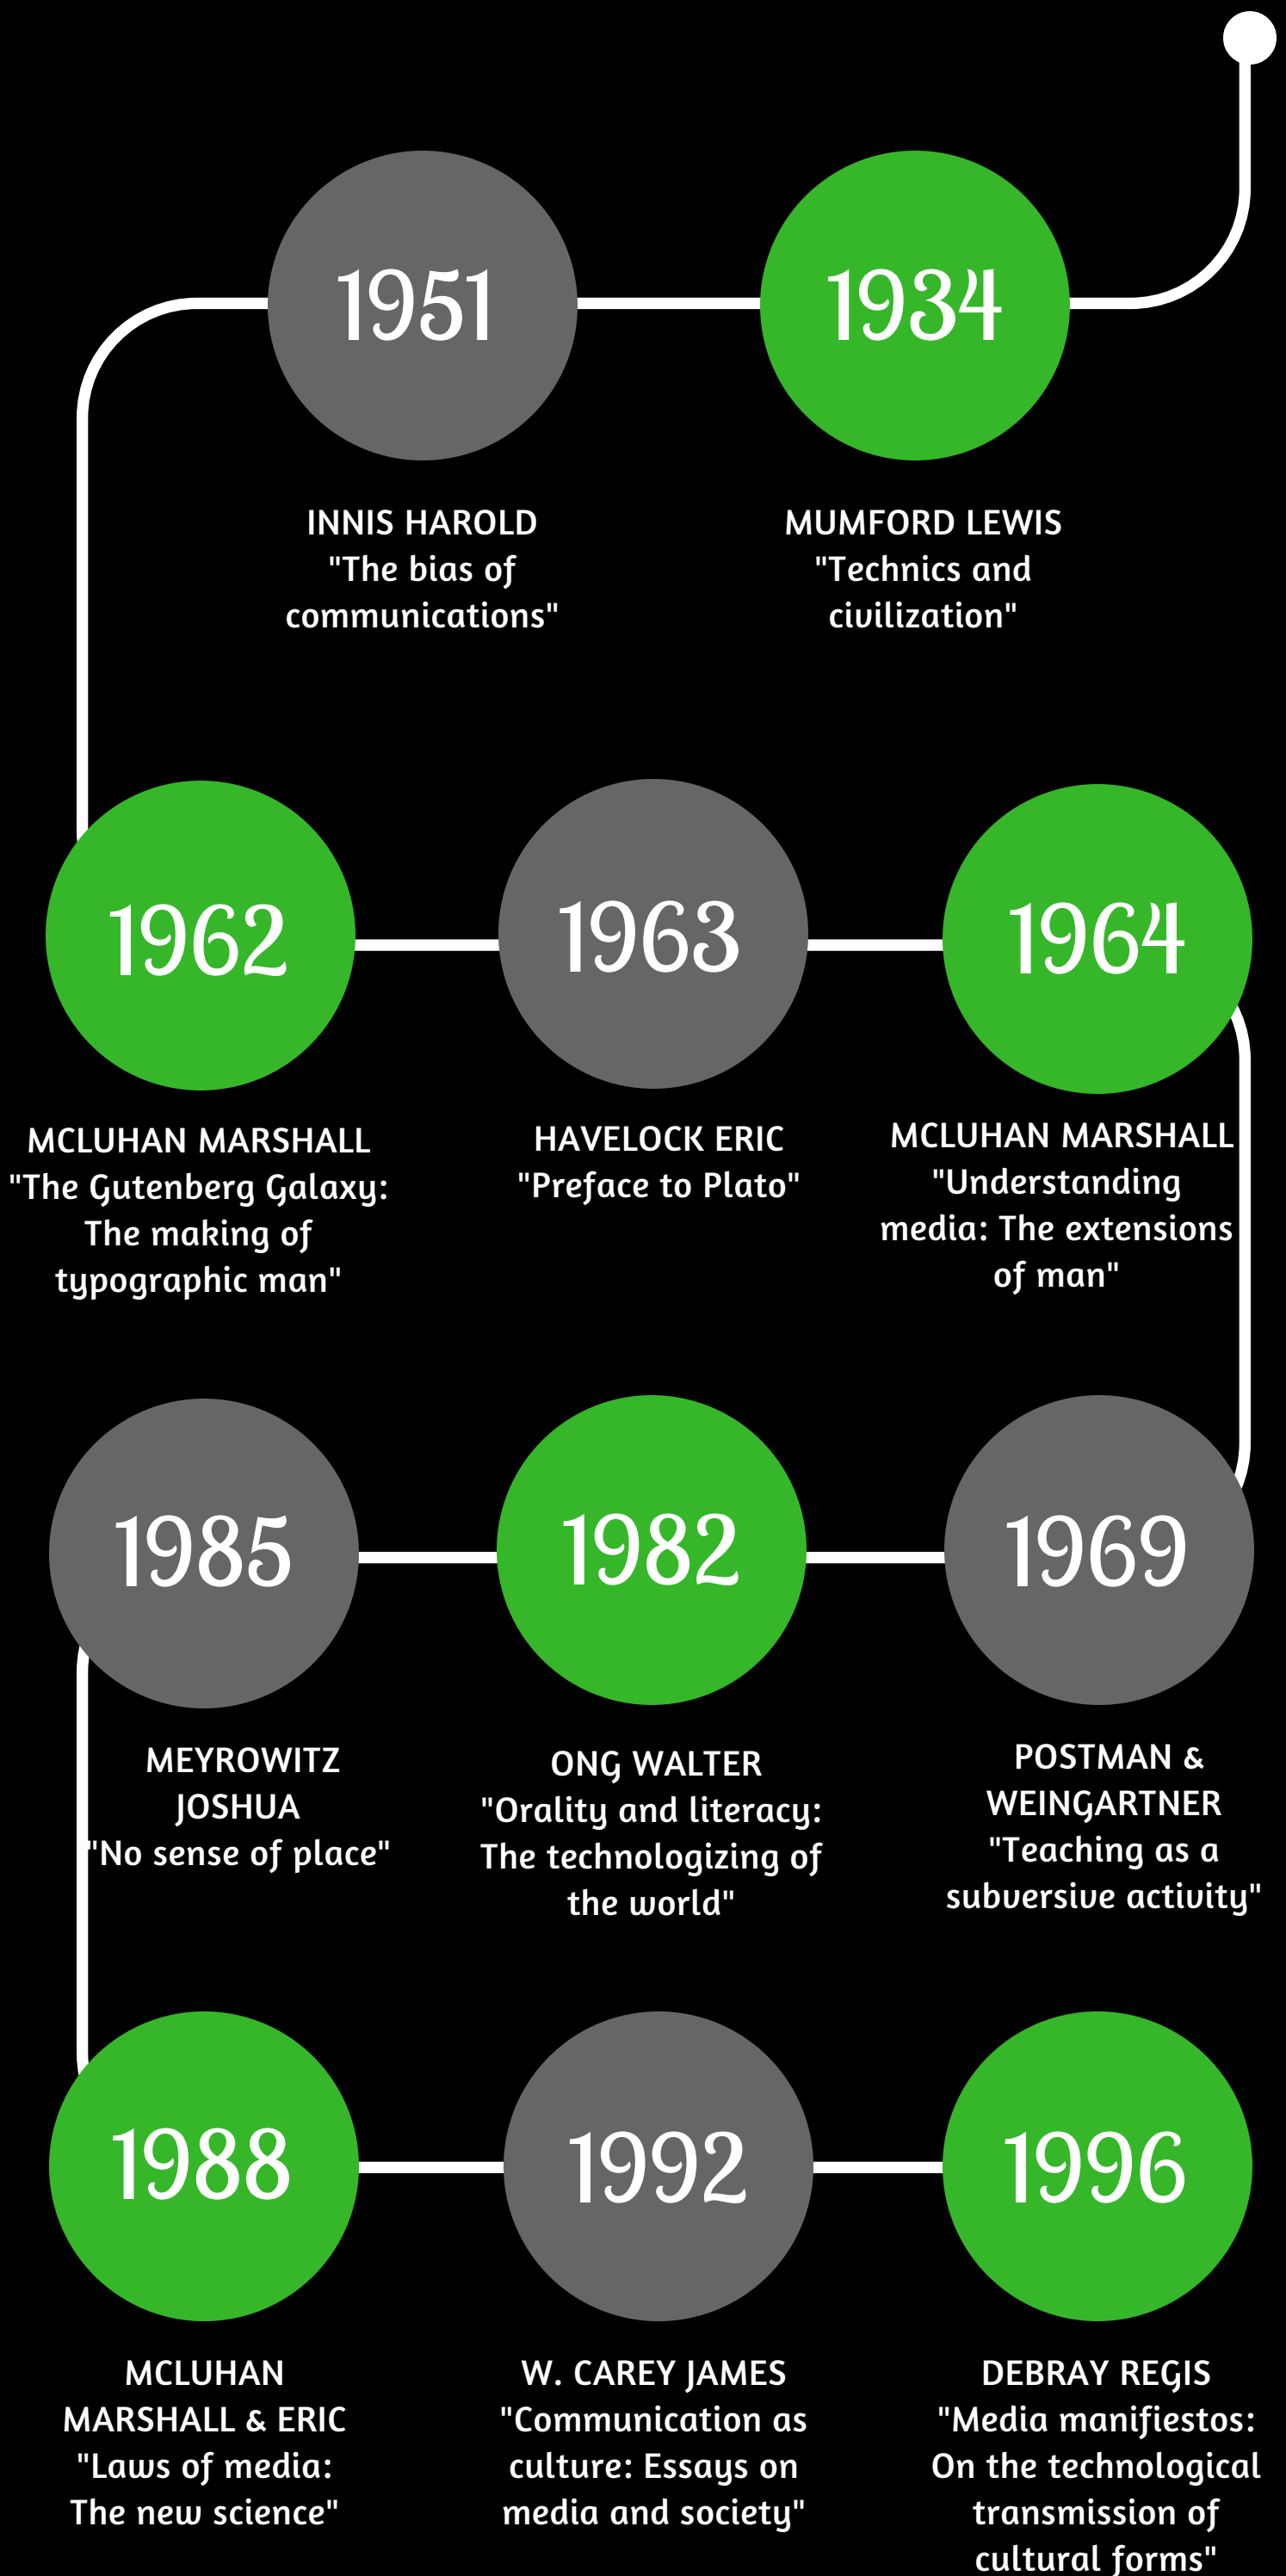 1951
INNIS HAROLD
"The bias of
communications"
1934
MUMFORD LEWIS
"Technics and
civilization"
1962
MCLUHAN MARSHALL
"The Gutenberg Galaxy:
The making of
typographic man"
1963
HAVELOCK ERIC
"Preface to Plato"
1964
MCLUHAN MARSHALL
"Understanding
media: The extensions
of man"
1985
MEYROWITZ
JOSHUA
"No sense of place"
1982
ONG WALTER
"Orality and literacy:
The technologizing of
the world"
1969
POSTMAN &
WEINGARTNER
"Teaching as a
subversive activity"
1988
MCLUHAN
MARSHALL & ERIC
"Laws of media:
The new science"
1992
W. CAREY JAMES
"Communication as
culture: Essays on
media and society"
1996
DEBRAY REGIS
"Media manifiestos:
On the technological
transmission of
cultural forms"